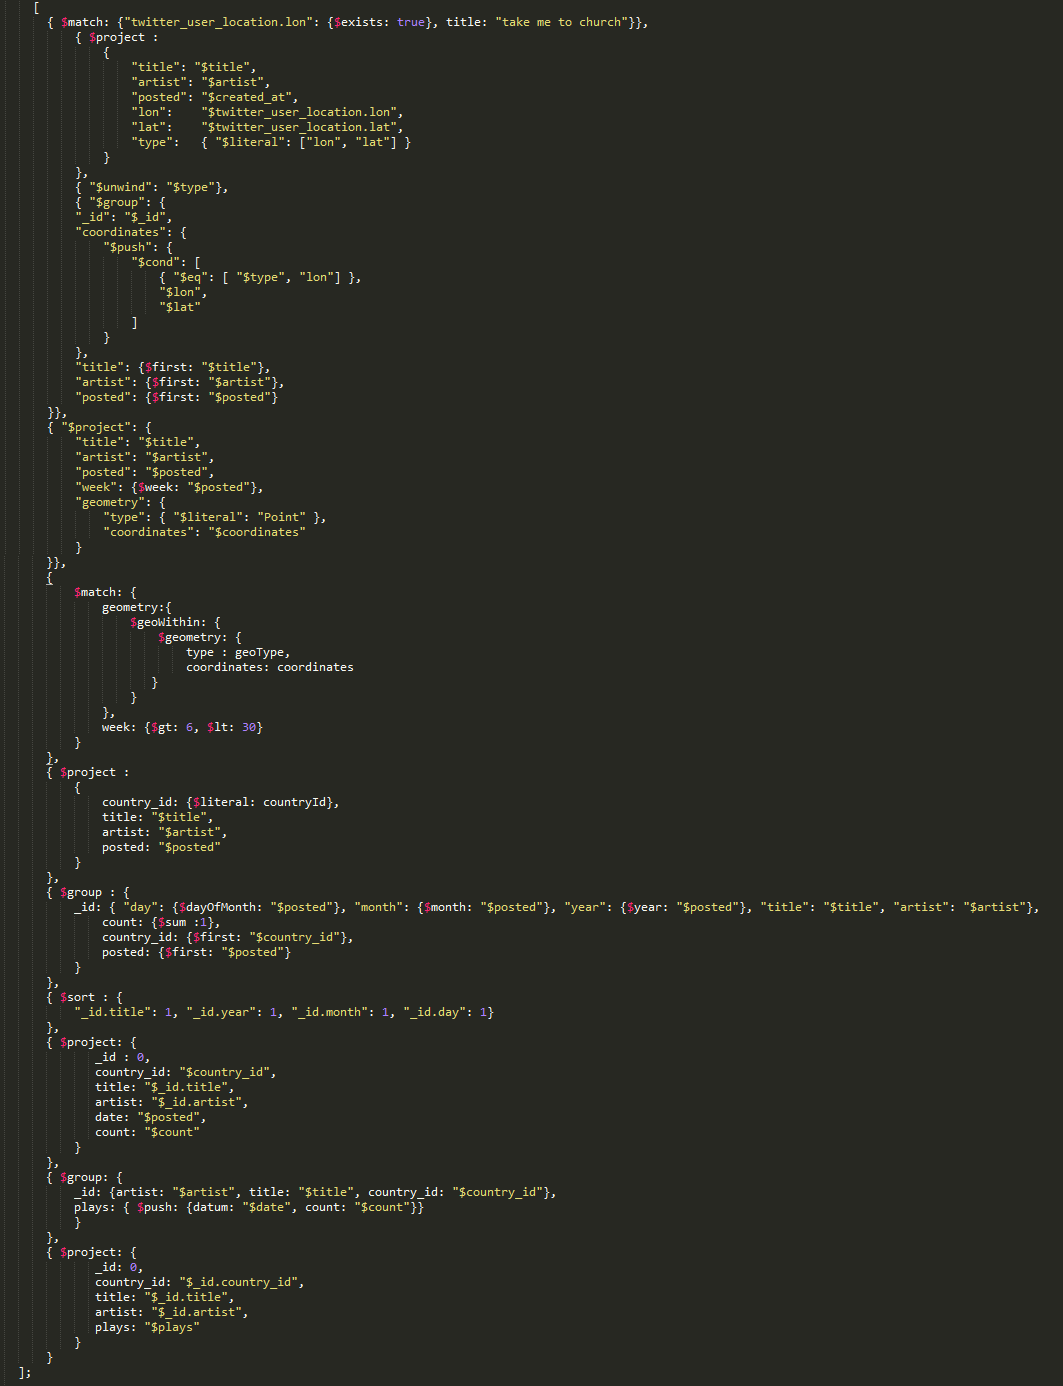 [
{ $match: {"twitter_user_location.lon": {$exists: true}, title: "take me to church"}},
{ $project :
{
"title": "$title",
"artist": "$artist",
"posted": "$created_at",
"lon": "$twitter_user_location.lon",
"lat": "$twitter_user_location.lat",
"type": { "$literal": ["lon", "lat"] }
}
},
{ "$unwind": "$type"},
{ "$group": {
"_id": "$_id",
"coordinates": {
"$push": {
"$cond": [
{ "$eq": [ "$type", "lon"] },
"$lon",
"$lat"
]
}
},
"title": {$first: "$title"},
"artist": {$first: "$artist"},
"posted": {$first: "$posted"}
}},
{ "$project": {
"title": "$title",
"artist": "$artist",
"posted": "$posted",
"week": {$week: "$posted"},
"geometry": {
"type": { "$literal": "Point" },
"coordinates": "$coordinates"
}
}},
{
$match: {
geometry:{
$geoWithin: {
$geometry: {
type : geoType,
coordinates: coordinates
}
}
},
week: {$gt: 6, $lt: 30}
}
},
{ $project :
{
country_id: {$literal: countryId},
title: "$title",
artist: "$artist",
posted: "$posted"
}
},
{ $group : {
_id: { "day": {$dayOfMonth: "$posted"}, "month": {$month: "$posted"}, "year": {$year: "$posted"}, "title": "$title", "artist": "$artist"},
count: {$sum :1},
country_id: {$first: "$country_id"},
posted: {$first: "$posted"}
}
},
{ $sort : {
"_id.title": 1, "_id.year": 1, "_id.month": 1, "_id.day": 1}
},
{ $project: {
_id : 0,
country_id: "$country_id",
title: "$_id.title",
artist: "$_id.artist",
date: "$posted",
count: "$count"
}
},
{ $group: {
_id: {artist: "$artist", title: "$title", country_id: "$country_id"},
plays: { $push: {datum: "$date", count: "$count"}}
}
},
{ $project: {
_id: 0,
country_id: "$_id.country_id",
title: "$_id.title",
artist: "$_id.artist",
plays: "$plays"
}
}
];